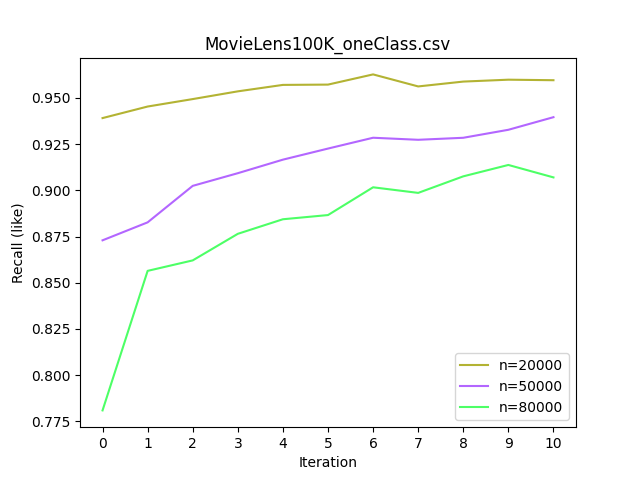 MovieLens100K_oneClass.csv
Recall (like)
0.950
0.925
0.900
0.875
0.850
0.825
0.800
0.775
n=20000
n=50000
n=80000
0 1 2 3 4 5 6 7 8 9 10
Iteration